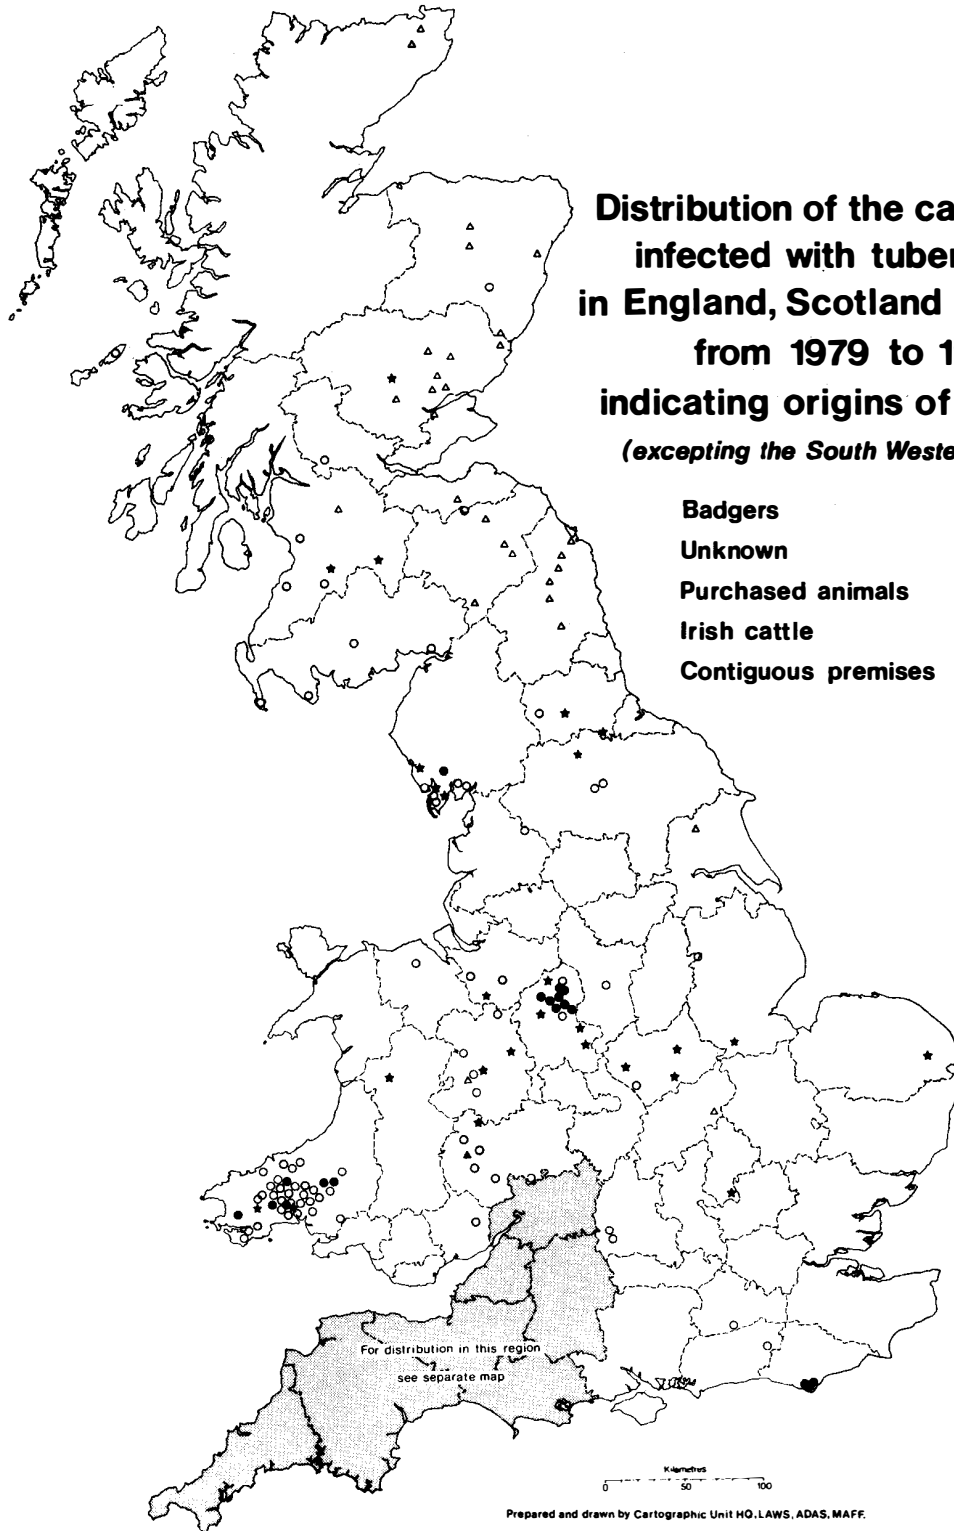 Distribution of the ca
infected with tuber
in England, Scotland
from 1979 to 1
indicating origins of
(excepting the South Weste
Badgers
Unknown
Purchased animals
Irish cattle
Contiguous premises
For distribution in this region
see separate map
Kilometres
0 50 100
Prepared and drawn by Cartographic Unit HQ, LAWS, ADAS, MAFF.